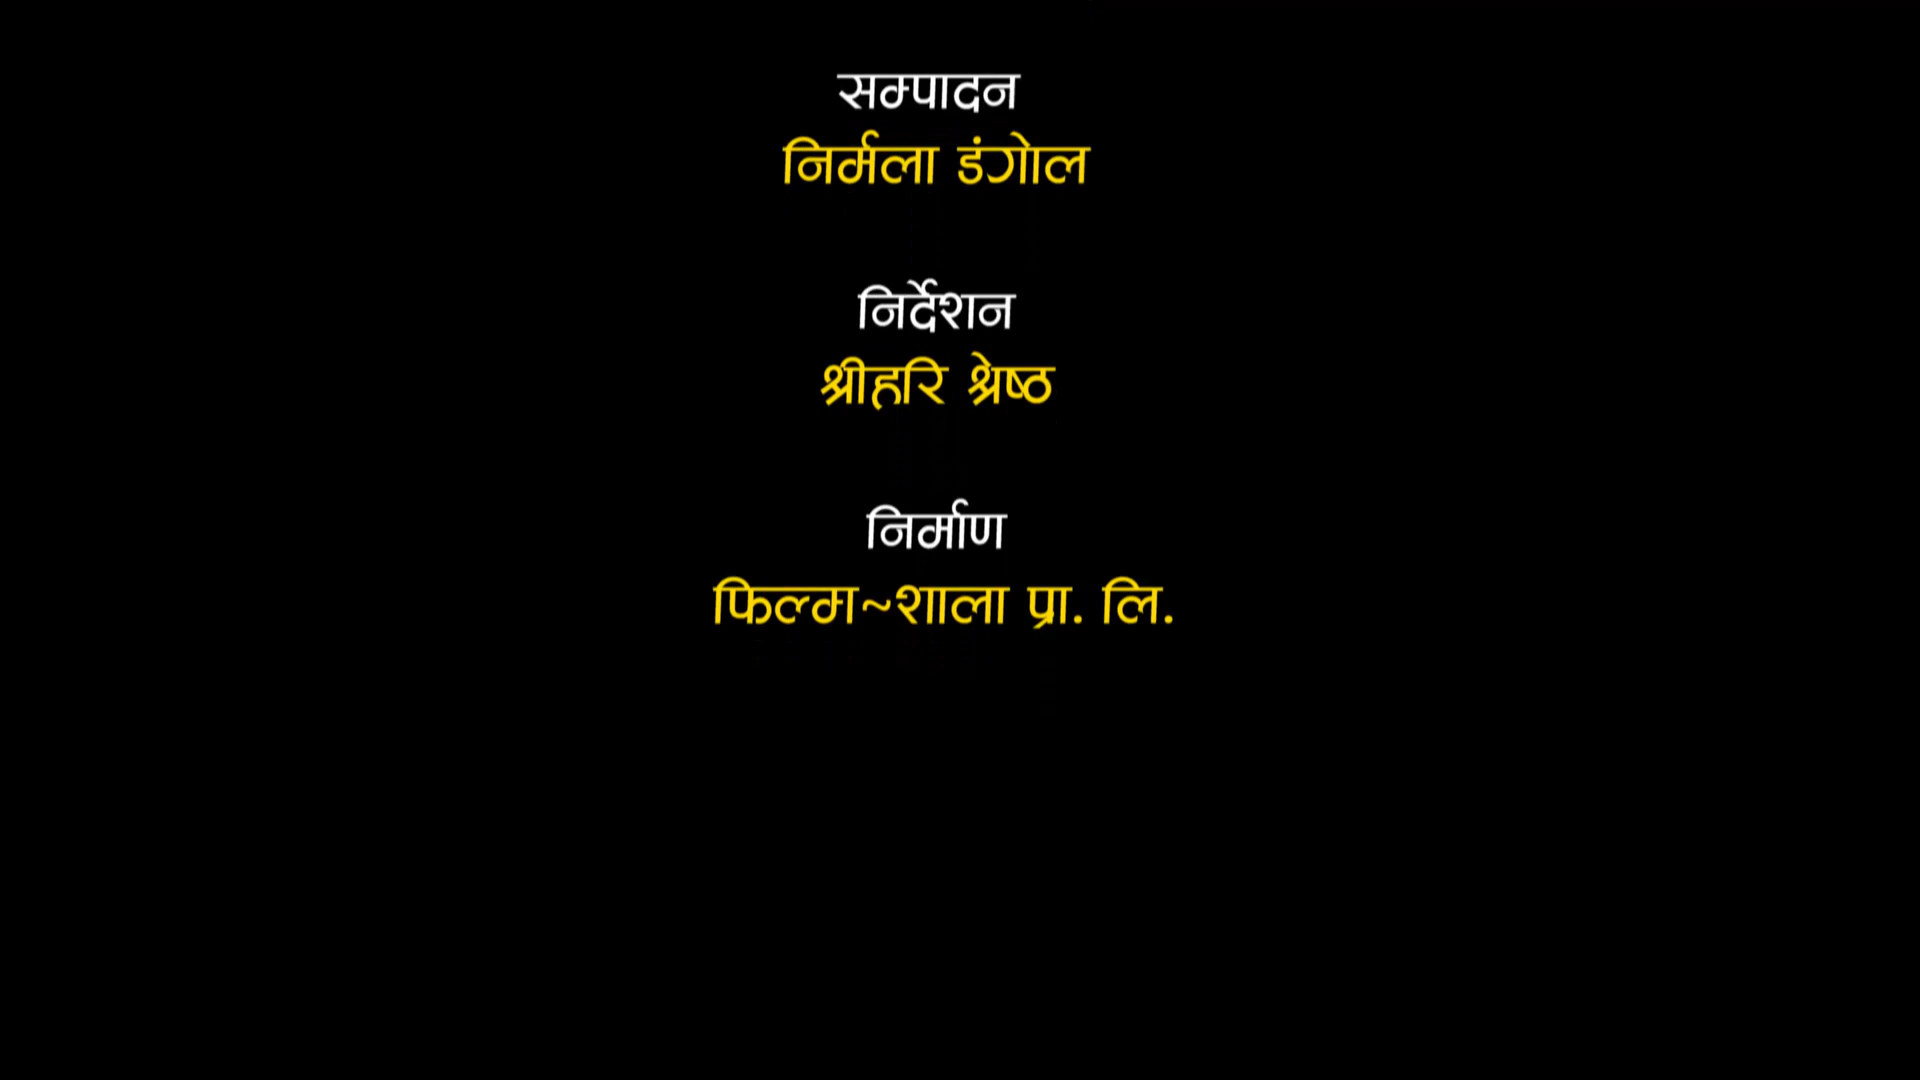 सम्पादन
निर्मला डंगोल
निर्देशन
श्रीहरि श्रेष्ठ
निर्माण
फिल्म~शाला प्रा. लि.